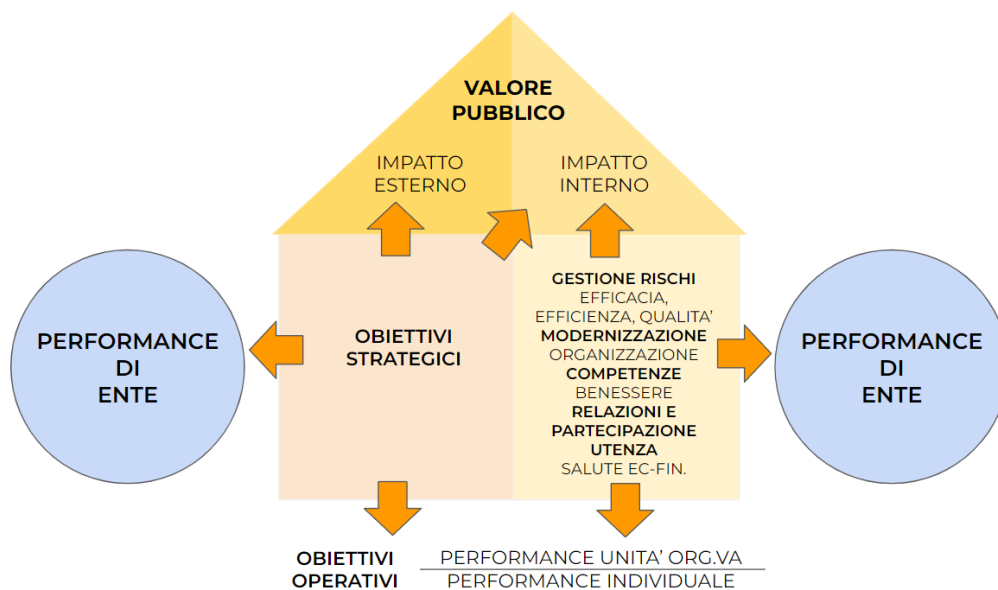 VALORE
PUBBLICO
IMPATTO
ESTERNO
IMPATTO
INTERNO
PERFORMANCE
DI
ENTE
OBIETTIVI
STRATEGICI
GESTIONE RISCHI
EFFICACIA,
EFFICIENZA, QUALITA'
MODERNIZZAZIONE
ORGANIZZAZIONE
COMPETENZE
BENESSERE
RELAZIONI E
PARTECIPAZIONE
UTENZA
SALUTE EC-FIN.
PERFORMANCE
DI
ENTE
OBIETTIVI
OPERATIVI
PERFORMANCE UNITA' ORG.VA
PERFORMANCE INDIVIDUALE